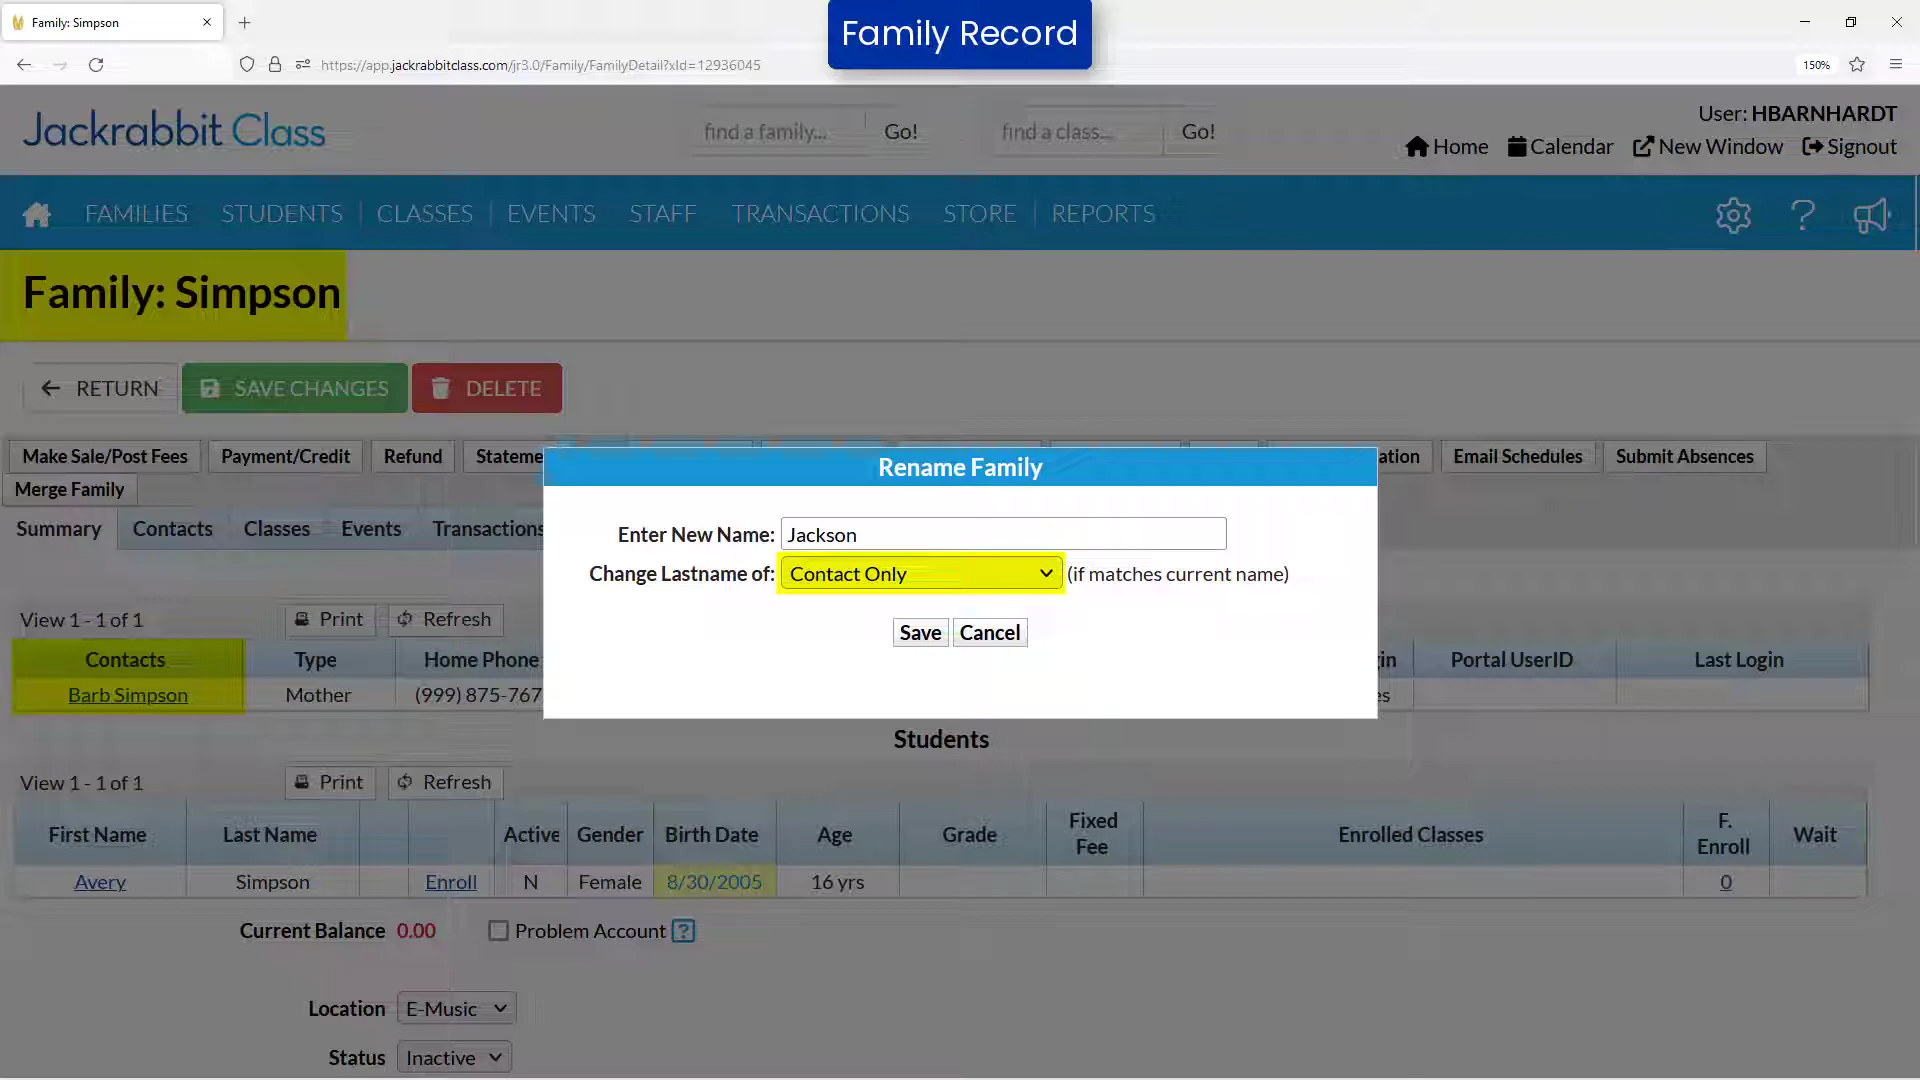 Family: Simpson
Family Record
https://app.jackrabbitclass.com/jr3.0/Family/FamilyDetail?xId=12936045
150%
Jackrabbit Class
find a family... Go! find a class... Go!
User: HBARNHARDT
Home Calendar New Window Signout
FAMILIES STUDENTS CLASSES EVENTS STAFF TRANSACTIONS STORE REPORTS
Family: Simpson
RETURN SAVE CHANGES DELETE
Make Sale/Post Fees Payment/Credit Refund Stateme ation Email Schedules Submit Absences
Merge Family
Summary Contacts Classes Events Transactions
Rename Family
Enter New Name: Jackson
Change Lastname of: Contact Only (if matches current name)
Save Cancel
View 1 - 1 of 1 Print Refresh
Contacts Type Home Phone in Portal UserID Last Login
Barb Simpson Mother (999) 875-767 es
Students
View 1 - 1 of 1 Print Refresh
First Name Last Name Active Gender Birth Date Age Grade Fixed Fee Enrolled Classes F. Enroll Wait
Avery Simpson Enroll N Female 8/30/2005 16 yrs 0
Current Balance 0.00 Problem Account ?
Location E-Music
Status Inactive